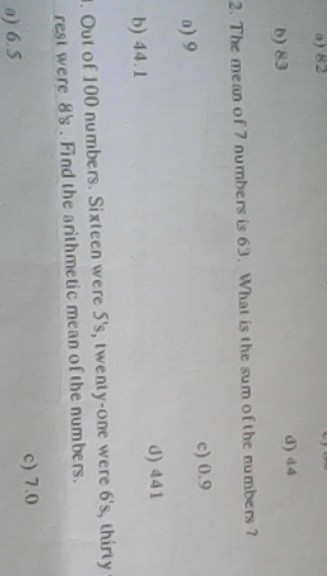 a) 82
b) 83
d) 44
2. The mean of 7 numbers is 63. What is the sum of the numbers ?
a) 9
c) 0.9
b) 44.1
d) 441
. Out of 100 numbers. Sixteen were 5's, twenty-one were 6's, thirty
rest were 8's. Find the arithmetic mean of the numbers.
a) 6.5
c) 7.0